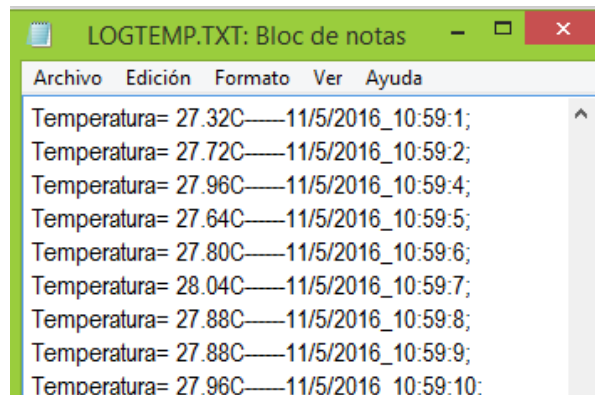 LOGTEMP.TXT: Bloc de notas
Archivo Edición Formato Ver Ayuda
Temperatura= 27.32C------11/5/2016_10:59:1;
Temperatura= 27.72C------11/5/2016_10:59:2;
Temperatura= 27.96C------11/5/2016_10:59:4;
Temperatura= 27.64C------11/5/2016_10:59:5;
Temperatura= 27.80C------11/5/2016_10:59:6;
Temperatura= 28.04C------11/5/2016_10:59:7;
Temperatura= 27.88C------11/5/2016_10:59:8;
Temperatura= 27.88C------11/5/2016_10:59:9;
Temperatura= 27.96C------11/5/2016_10:59:10;